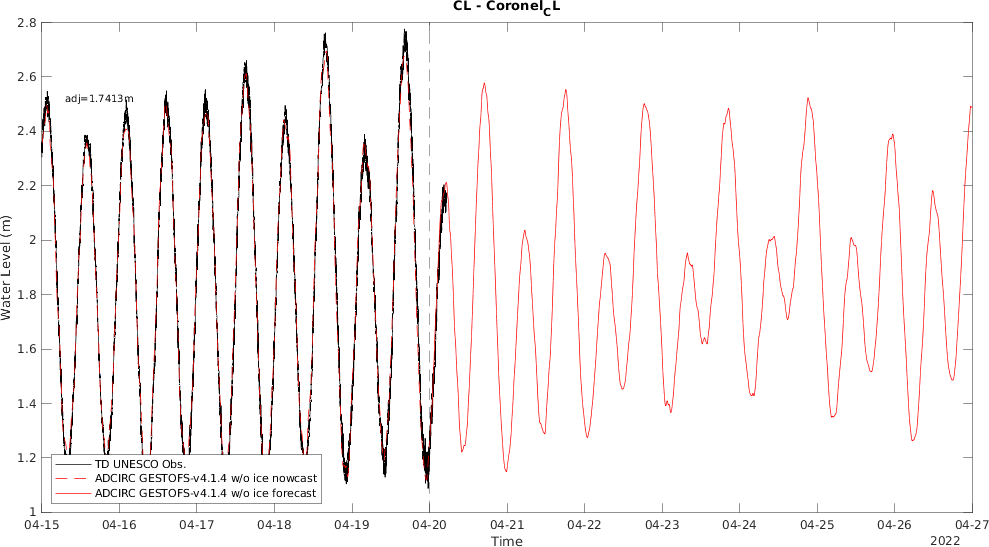 CL - Coronel_CL
2.8
2.6
2.4
2.2
2
1.8
1.6
1.4
1.2
1
Water Level (m)
adj=1.7413m
TD UNESCO Obs.
ADCIRC GESTOFS-v4.1.4 w/o ice nowcast
ADCIRC GESTOFS-v4.1.4 w/o ice forecast
04-15 04-16 04-17 04-18 04-19 04-20 04-21 04-22 04-23 04-24 04-25 04-26 04-27
Time
2022